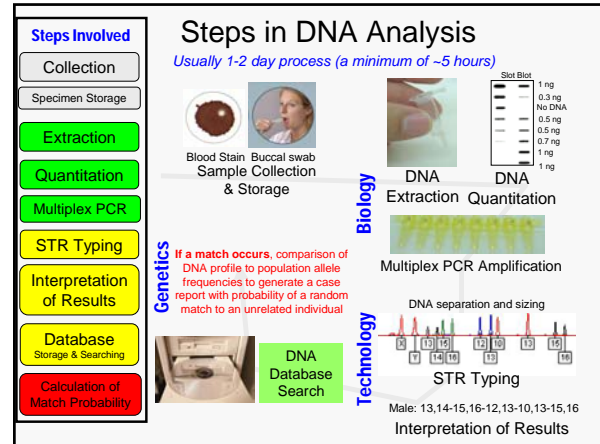 Steps in DNA Analysis
Usually 1-2 day process (a minimum of ~5 hours)
Steps Involved
Collection
Specimen Storage
Extraction
Quantitation
Multiplex PCR
STR Typing
Interpretation
of Results
Database
Storage & Searching
Calculation of
Match Probability
Blood Stain
Buccal swab
Sample Collection
& Storage
Biology
DNA
Extraction
Slot Blot
1 ng
0.3 ng
No DNA
0.5 ng
0.5 ng
0.7 ng
1 ng
1 ng
DNA
Quantitation
Multiplex PCR Amplification
Genetics
If a match occurs, comparison of
DNA profile to population allele
frequencies to generate a case
report with probability of a random
match to an unrelated individual
DNA
Database
Search
Technology
DNA separation and sizing
X
Y
13
14
15
16
12
13
10
13
15
16
STR Typing
Male: 13,14-15,16-12,13-10,13-15,16
Interpretation of Results